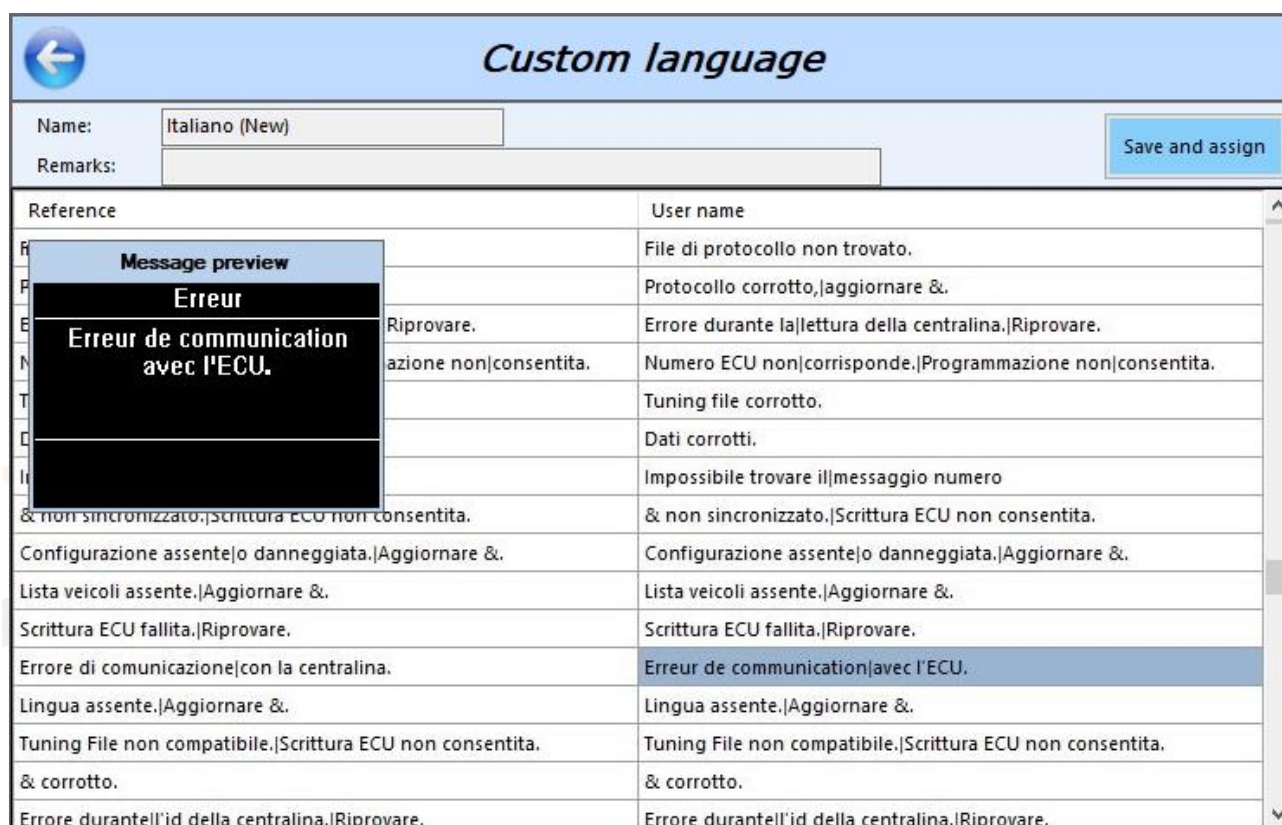 Custom language
Name: Italiano (New)
Save and assign
Remarks:
Reference User name
File di protocollo non trovato.
Message preview
Protocollo corrotto,|aggiornare &.
Erreur
Riprovare. Errore durante la|lettura della centralina.|Riprovare.
Erreur de communication
avec l'ECU.
azione non|consentita. Numero ECU non|corrisponde.|Programmazione non|consentita.
Tuning file corrotto.
Dati corrotti.
Impossibile trovare il|messaggio numero
& non sincronizzato.|Scrittura ECU non consentita. & non sincronizzato.|Scrittura ECU non consentita.
Configurazione assente|o danneggiata.|Aggiornare &. Configurazione assente|o danneggiata.|Aggiornare &.
Lista veicoli assente.|Aggiornare &. Lista veicoli assente.|Aggiornare &.
Scrittura ECU fallita.|Riprovare. Scrittura ECU fallita.|Riprovare.
Errore di comunicazione|con la centralina. Erreur de communication|avec l'ECU.
Lingua assente.|Aggiornare &. Lingua assente.|Aggiornare &.
Tuning File non compatibile.|Scrittura ECU non consentita. Tuning File non compatibile.|Scrittura ECU non consentita.
& corrotto. & corrotto.
Errore durante|l'id della centralina.|Riprovare. Errore durante|l'id della centralina.|Riprovare.